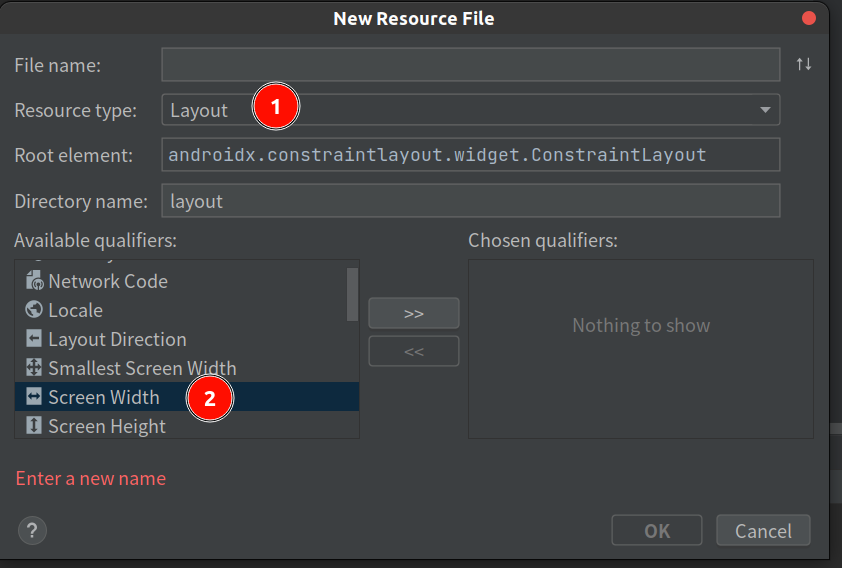 New Resource File
File name:
Resource type: Layout 1
Root element: androidx.constraintlayout.widget.ConstraintLayout
Directory name: layout
Available qualifiers: Chosen qualifiers:
Network Code
Locale
>>
Nothing to show
Layout Direction
<<
Smallest Screen Width
Screen Width 2
Screen Height
Enter a new name
? OK Cancel